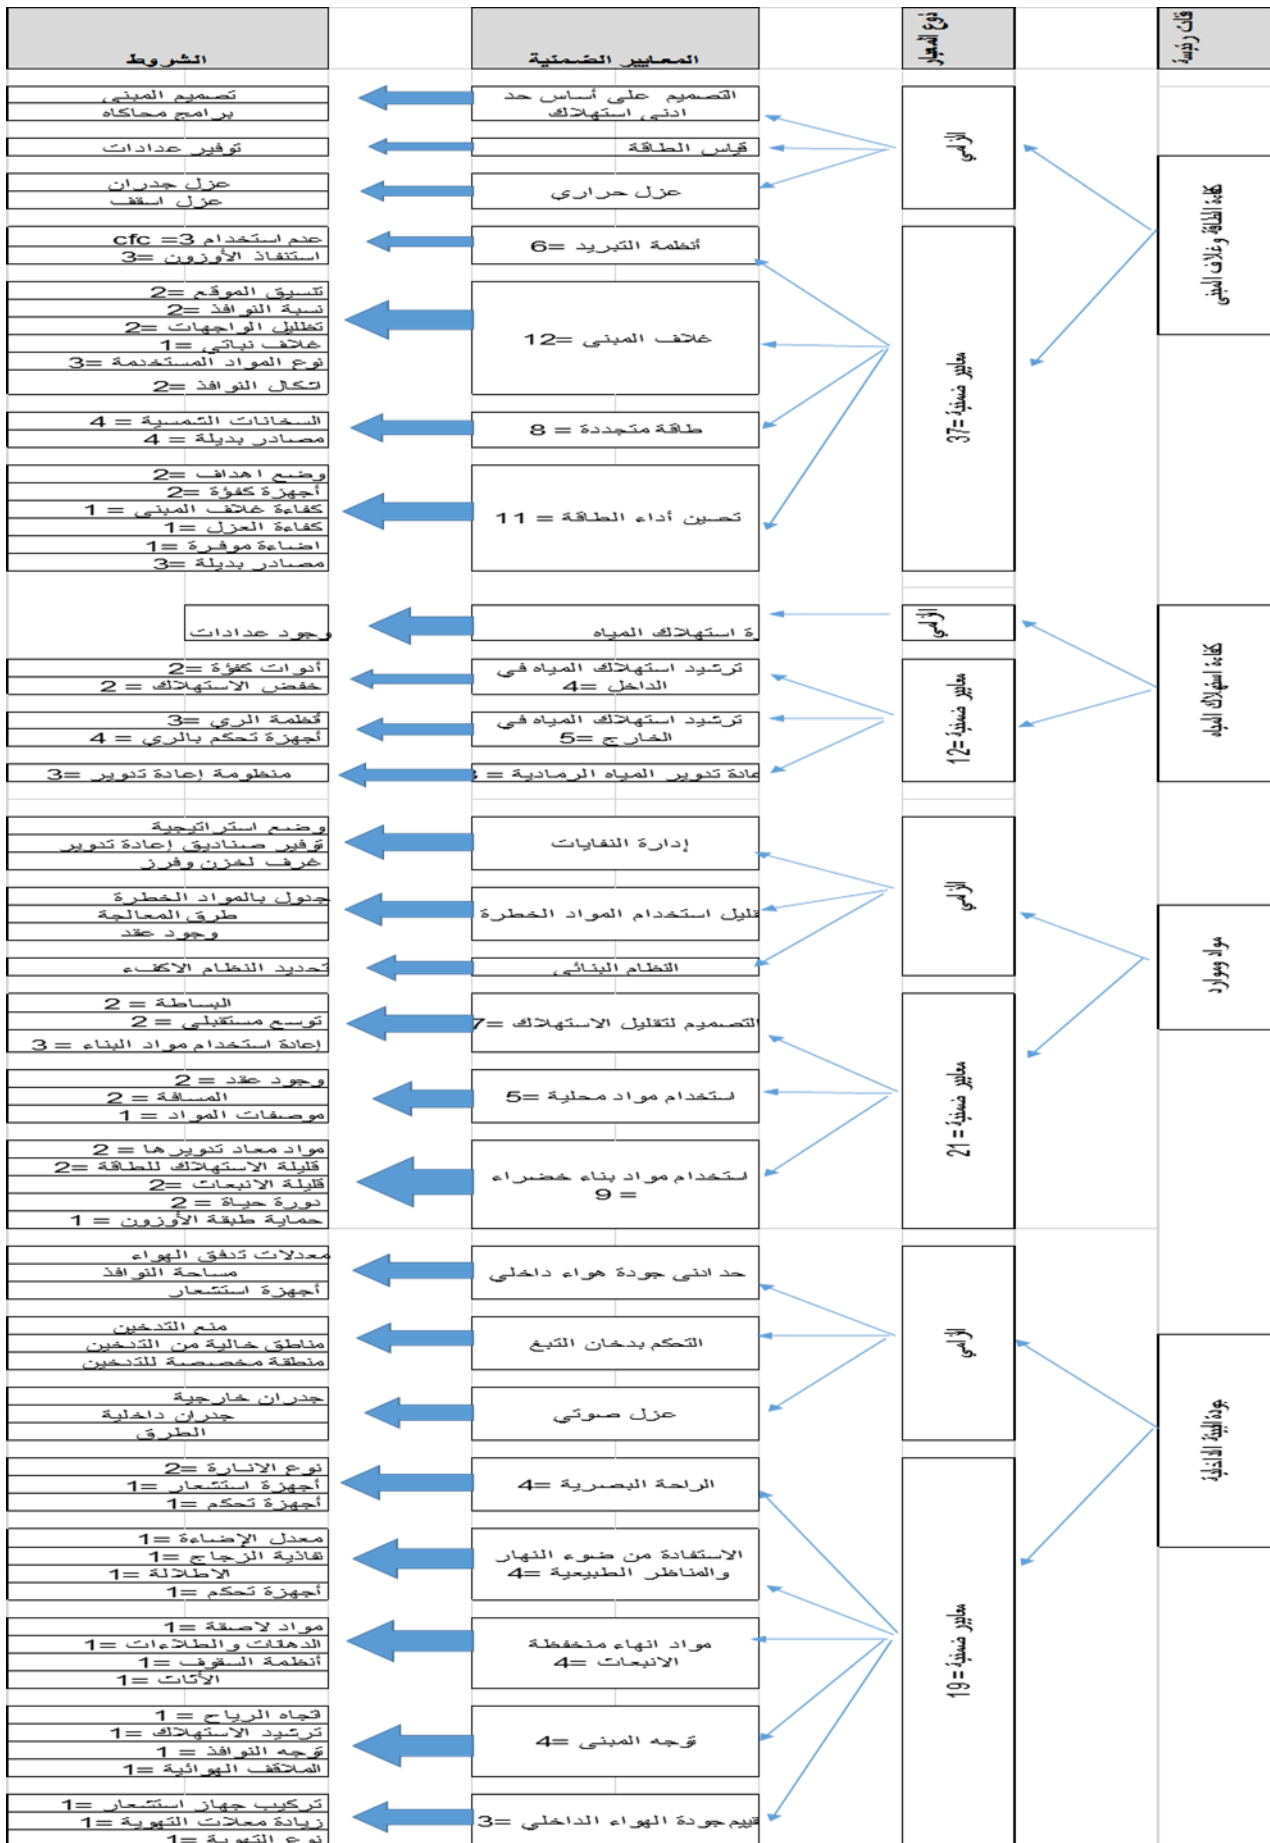 فئات رئيسة
نوع المعيار
المعايير الضمنية
الشروط
كفاءة الطاقة وغلاف المبنى
الزامي
التصميم على أساس حد
ادنى استهلاك
تصميم المبنى
برامج محاكاه
قياس الطاقة
توفير عدادات
عزل حراري
عزل جدران
عزل اسقف
معايير ضمنية =37
أنظمة التبريد =6
عدم استخدام cfc =3
استنفاذ الأوزون =3
غلاف المبنى =12
تنسيق الموقع =2
نسبة النوافذ =2
تظليل الواجهات =2
غلاف نباتي =1
نوع المواد المستخدمة =3
اشكال النوافذ =2
طاقة متجددة = 8
السخانات الشمسية = 4
مصادر بديلة = 4
تحسين أداء الطاقة = 11
وضع اهداف =2
أجهزة كفؤة =2
كفاءة غلاف المبنى = 1
كفاءة العزل =1
اضاءة موفرة =1
مصادر بديلة =3
كفاءة استهلاك المياه
الزامي
ة استهلاك المياه
وجود عدادات
معايير ضمنية =12
ترشيد استهلاك المياه في
الداخل =4
أدوات كفؤة =2
خفض الاستهلاك = 2
ترشيد استهلاك المياه في
الخارج =5
أنظمة الري =3
أجهزة تحكم بالري = 4
عادة تدوير المياه الرمادية =
منظومة إعادة تدوير =3
مواد وموارد
الزامي
إدارة النفايات
وضع استراتيجية
توفير صناديق إعادة تدوير
غرف لخزن وفرز
قليل استخدام المواد الخطرة
جدول بالمواد الخطرة
طرق المعالجة
وجود عقد
النظام البنائي
تحديد النظام الاكفء
معايير ضمنية = 21
التصميم لتقليل الاستهلاك =7
البساطة = 2
توسع مستقبلي = 2
إعادة استخدام مواد البناء = 3
استخدام مواد محلية =5
وجود عقد = 2
المسافة = 2
موصفات المواد = 1
استخدام مواد بناء خضراء
= 9
مواد معاد تدويرها = 2
قليلة الاستهلاك للطاقة =2
قليلة الانبعاث =2
دورة حياة = 2
حماية طبقة الأوزون = 1
جودة البيئة الداخلية
الزامي
حد ادنى جودة هواء داخلي
معدلات تدفق الهواء
مساحة النوافذ
أجهزة استشعار
التحكم بدخان التبغ
منع التدخين
مناطق خالية من التدخين
منطقة مخصصة للتدخين
عزل صوتي
جدران خارجية
جدران داخلية
الطرق
معايير ضمنية = 19
الراحة البصرية =4
نوع الانارة =2
أجهزة استشعار =1
أجهزة تحكم =1
الاستفادة من ضوء النهار
والمناظر الطبيعية =4
معدل الإضاءة =1
نفاذية الزجاج =1
الاطلالة =1
أجهزة تحكم =1
مواد انهاء منخفظة
الانبعاث =4
مواد لاصقة =1
الدهانات والطلاءات =1
أنظمة السقوف =1
الأثاث =1
توجه المبنى =4
اتجاه الرياح = 1
ترشيد الاستهلاك =1
توجه النوافذ = 1
الملاقف الهوائية =1
تقييم جودة الهواء الداخلي =3
تركيب جهاز استشعار =1
زيادة معلات التهوية =1
نوع التهوية =1